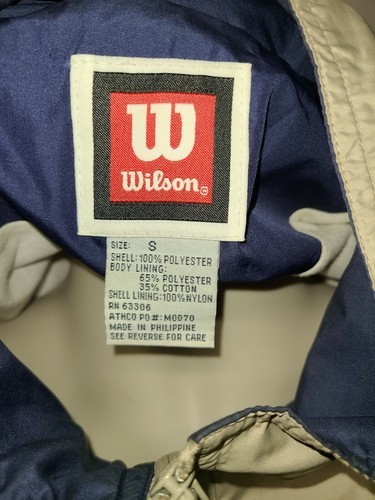 W
Wilson©
SIZE: S
SHELL:100% POLYESTER
BODY LINING:
65% POLYESTER
35% COTTON
SHELL LINING:100%NYLON
RN 63306
ATHCO PO#:MOD70
MADE IN PHILIPPINE
SEE REVERSE FOR CARE